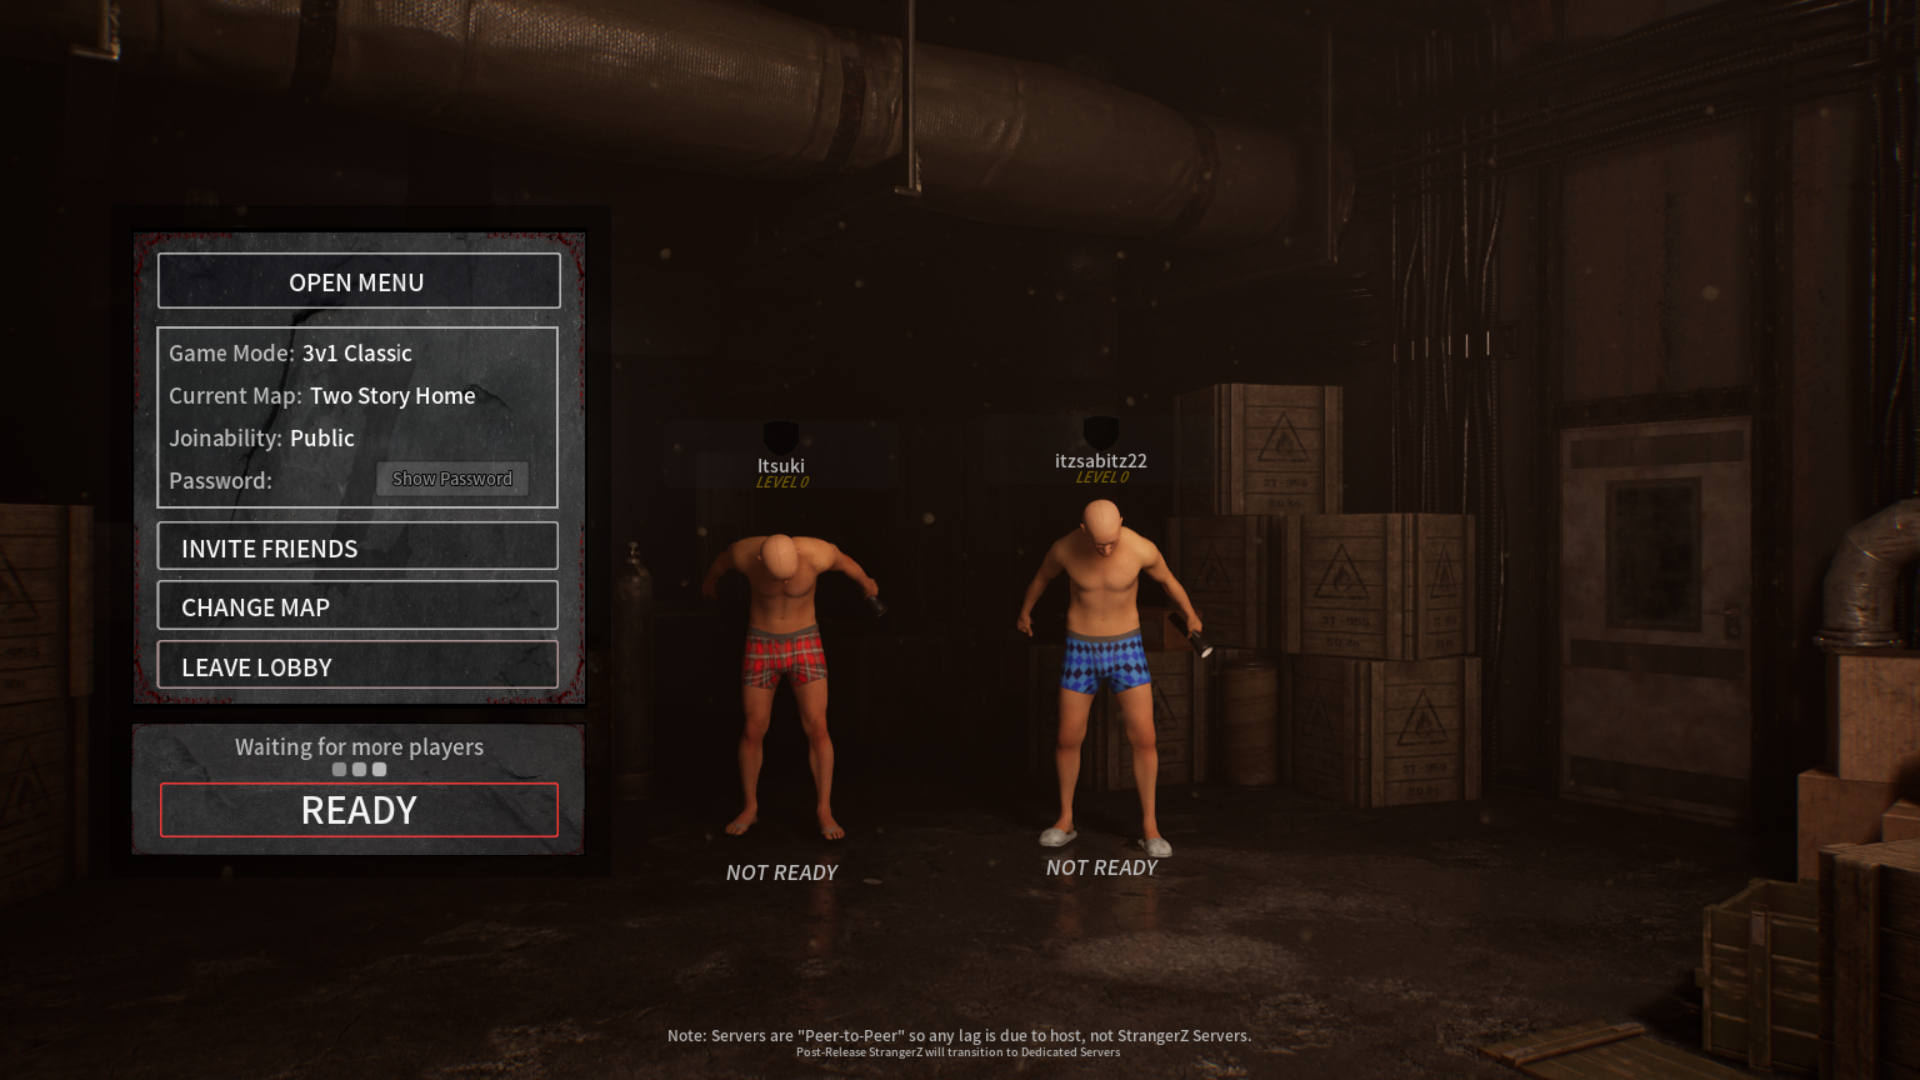 OPEN MENU
Game Mode: 3v1 Classic
Current Map: Two Story Home
Joinability: Public
Password: Show Password
INVITE FRIENDS
CHANGE MAP
LEAVE LOBBY
Waiting for more players
READY
Itsuki
LEVEL 0
NOT READY
itzsabitz22
LEVEL 0
NOT READY
Note: Servers are "Peer-to-Peer" so any lag is due to host, not StrangerZ Servers.
Post-Release StrangerZ will transition to Dedicated Servers